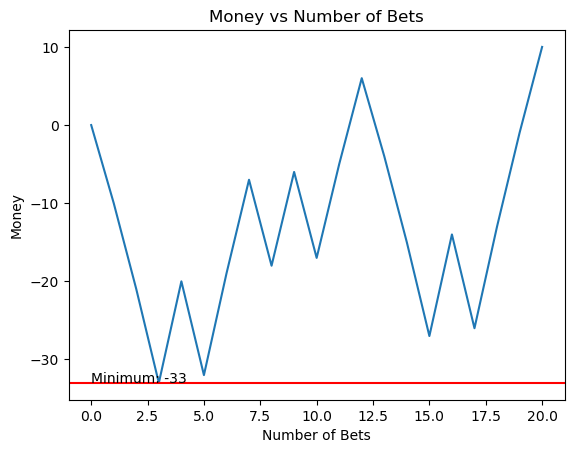 Money vs Number of Bets
10
0
−10
−20
−30
Money
Minimum: -33
0.0 2.5 5.0 7.5 10.0 12.5 15.0 17.5 20.0
Number of Bets